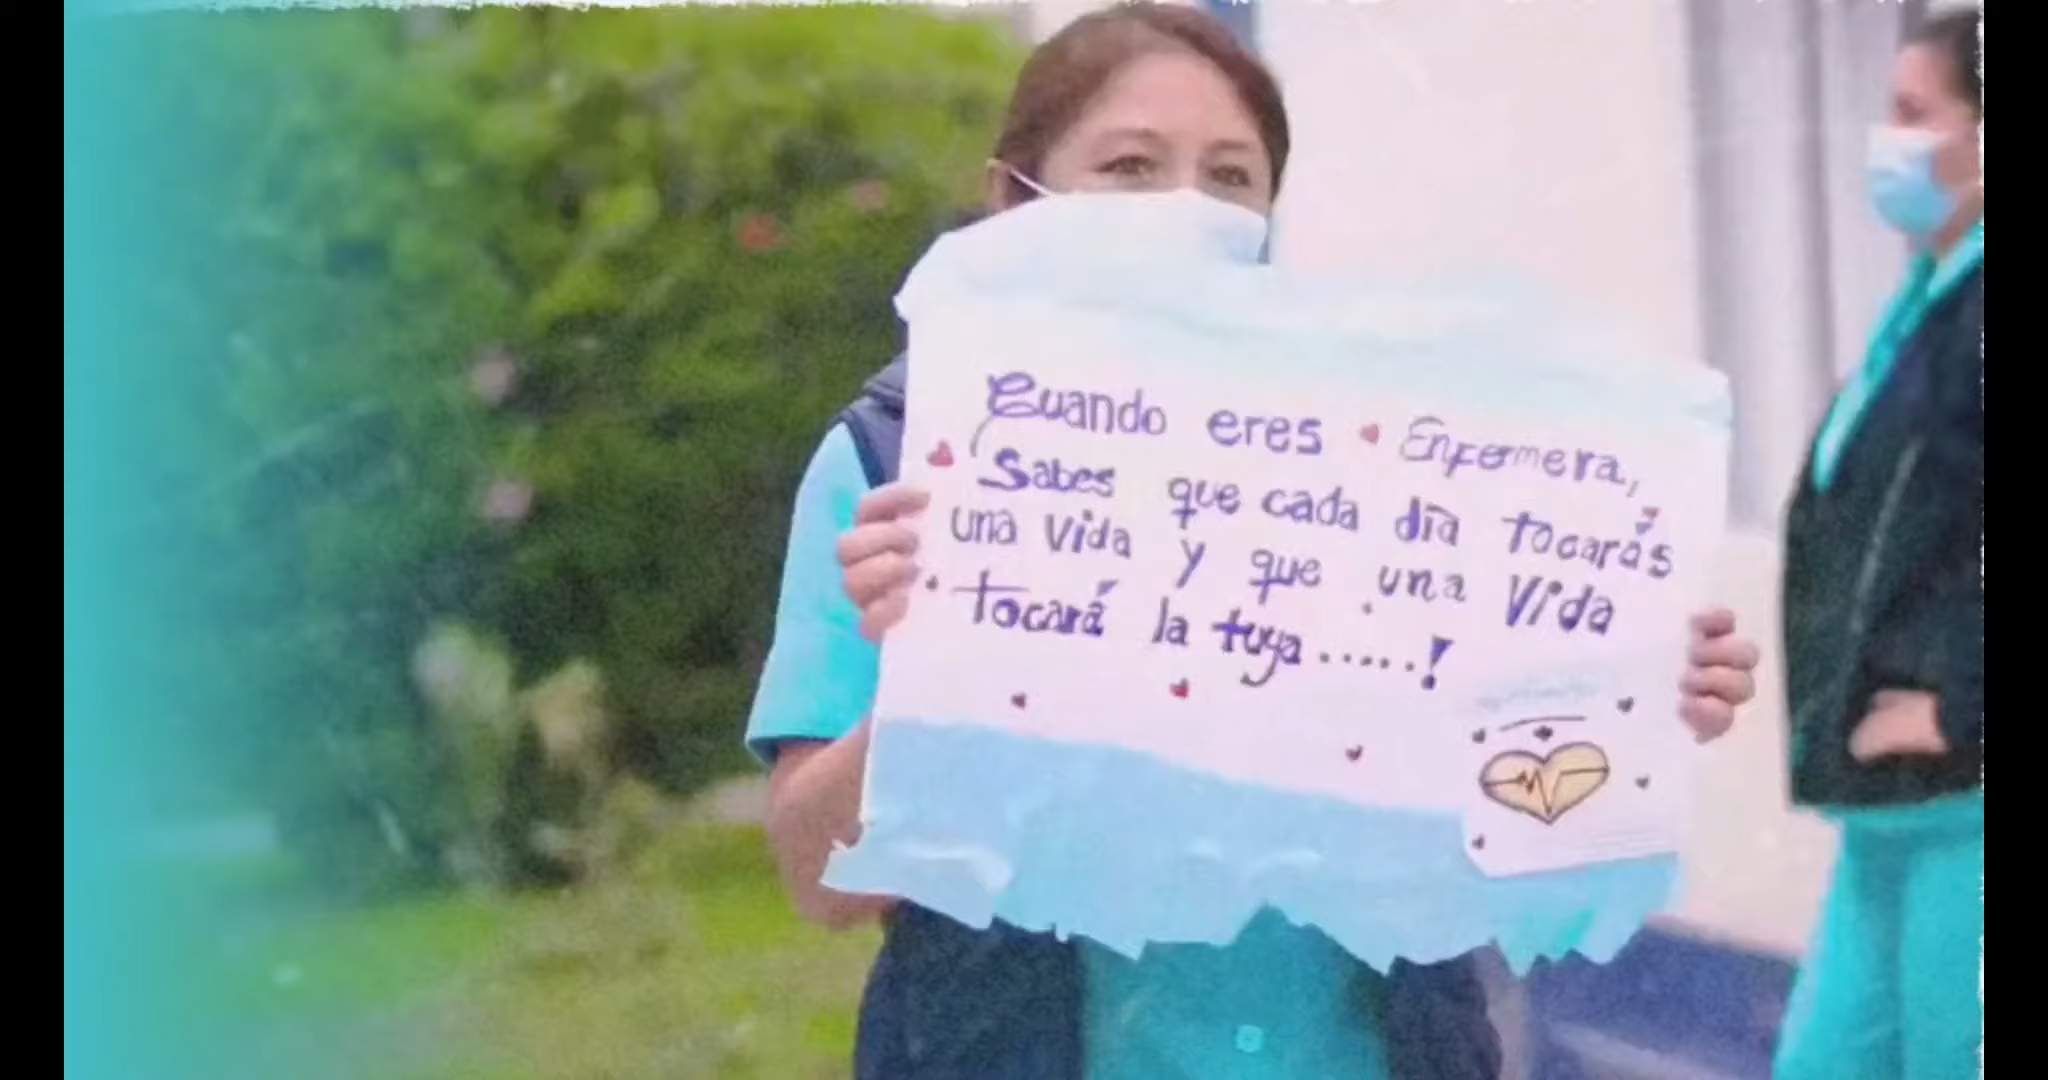 Cuando eres Enfermera,
Sabes que cada día tocarás
una vida y que una Vida
tocará la tuya.....!